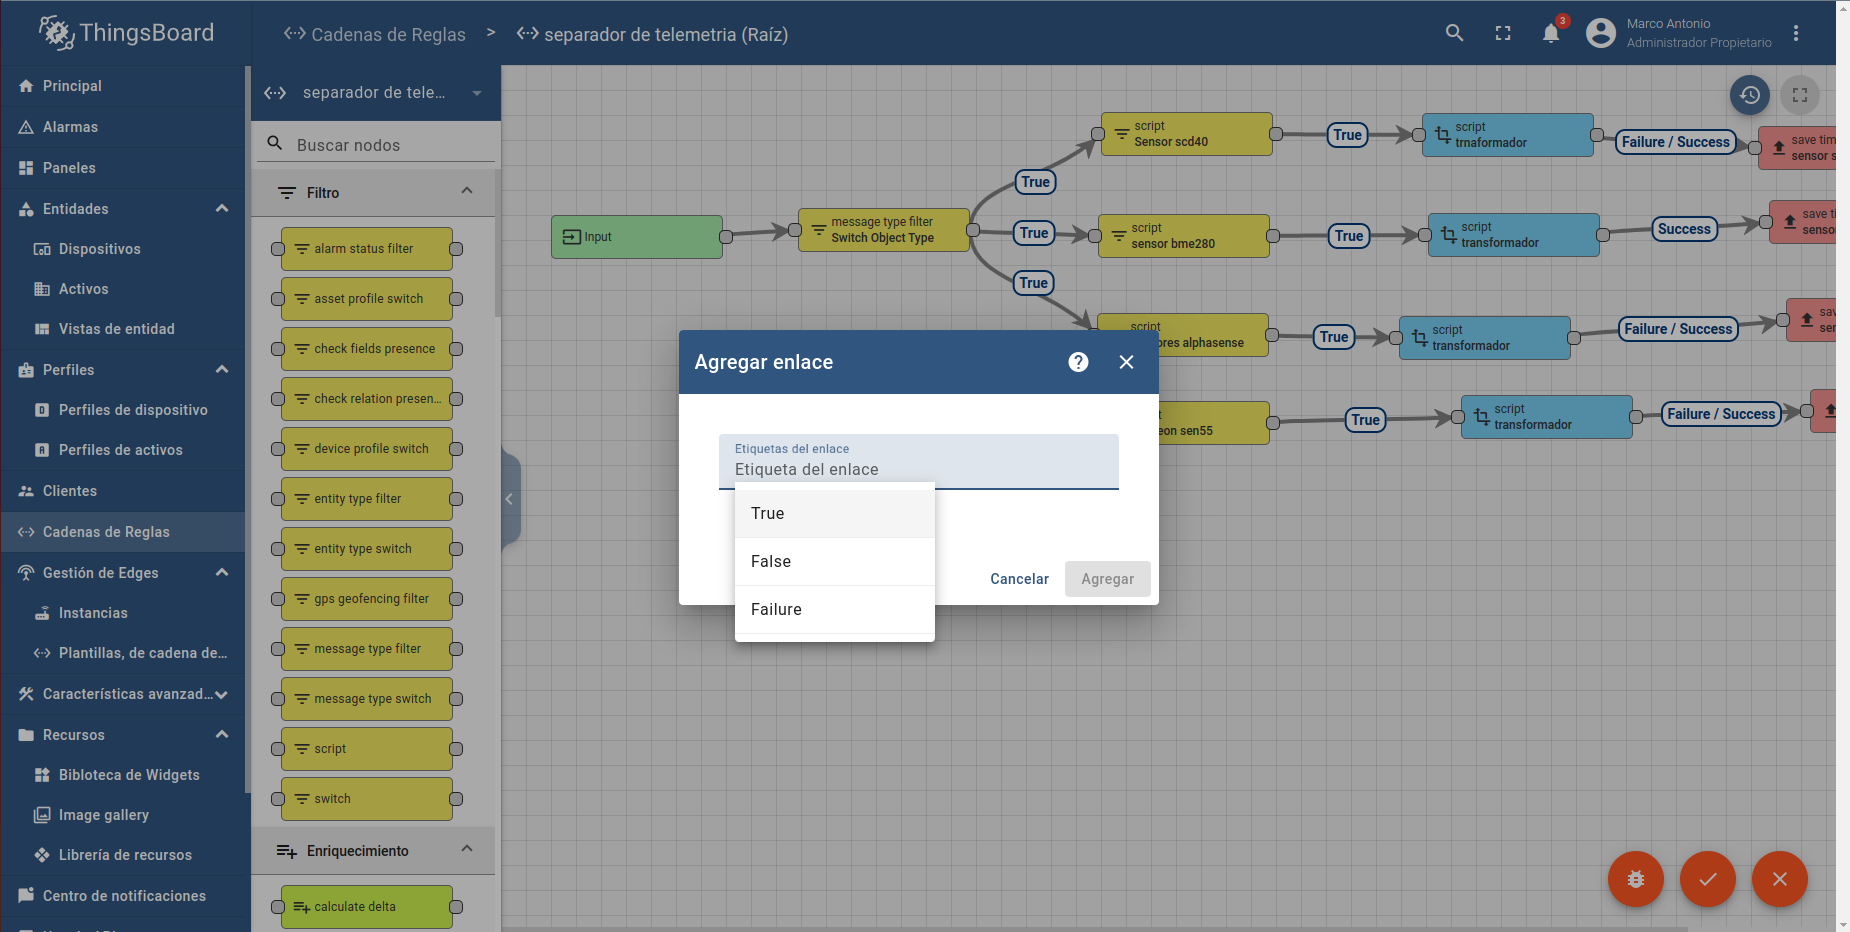 ThingsBoard
Cadenas de Reglas > separador de telemetria (Raíz)
3
Marco Antonio
Administrador Propietario
Principal
Alarmas
Paneles
Entidades
Dispositivos
Activos
Vistas de entidad
Perfiles
Perfiles de dispositivo
Perfiles de activos
Clientes
Cadenas de Reglas
Gestión de Edges
Instancias
Plantillas, de cadena de...
Características avanzad...
Recursos
Biblioteca de Widgets
Image gallery
Librería de recursos
Centro de notificaciones
separador de tele...
Buscar nodos
Filtro
alarm status filter
asset profile switch
check fields presence
check relation presen...
device profile switch
entity type filter
entity type switch
gps geofencing filter
message type filter
message type switch
script
switch
Enriquecimiento
calculate delta
Input
message type filter
Switch Object Type
True
script
Sensor scd40
True
script
trnaformador
Failure / Success
save tim
sensor s
True
script
sensor bme280
True
script
transformador
Success
save ti
senso
True
script
ores alphasense
True
script
transformador
Failure / Success
sav
sen
t
eon sen55
True
script
transformador
Failure / Success
Agregar enlace
?
Etiquetas del enlace
Etiqueta del enlace
True
False
Failure
Cancelar
Agregar